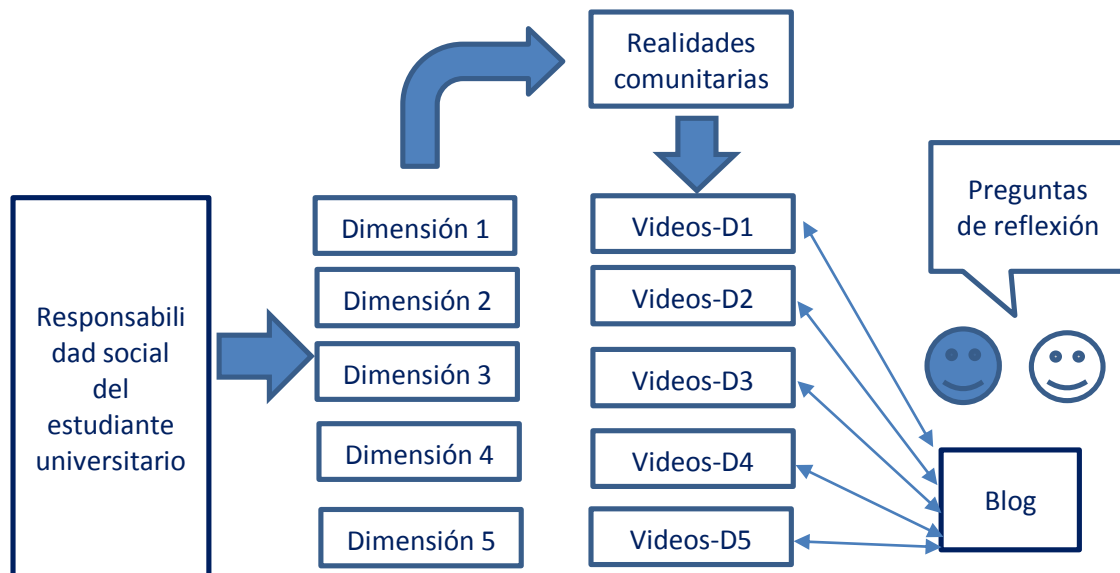 Realidades
comunitarias
Preguntas
de reflexión
Responsabili
dad social
del
estudiante
universitario
Dimensión 1
Dimensión 2
Dimensión 3
Dimensión 4
Dimensión 5
Videos-D1
Videos-D2
Videos-D3
Videos-D4
Videos-D5
Blog